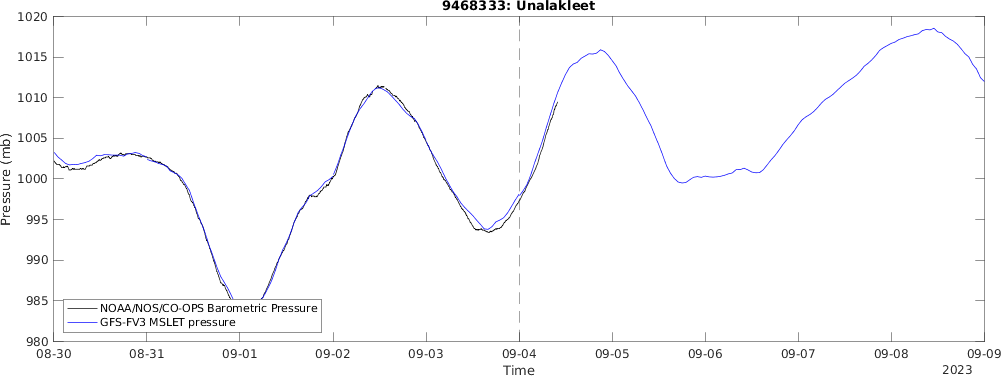 9468333: Unalakleet
1020
1015
1010
1005
1000
995
990
985
980
Pressure (mb)
NOAA/NOS/CO-OPS Barometric Pressure
GFS-FV3 MSLET pressure
08-30 08-31 09-01 09-02 09-03 09-04 09-05 09-06 09-07 09-08 09-09
Time
2023